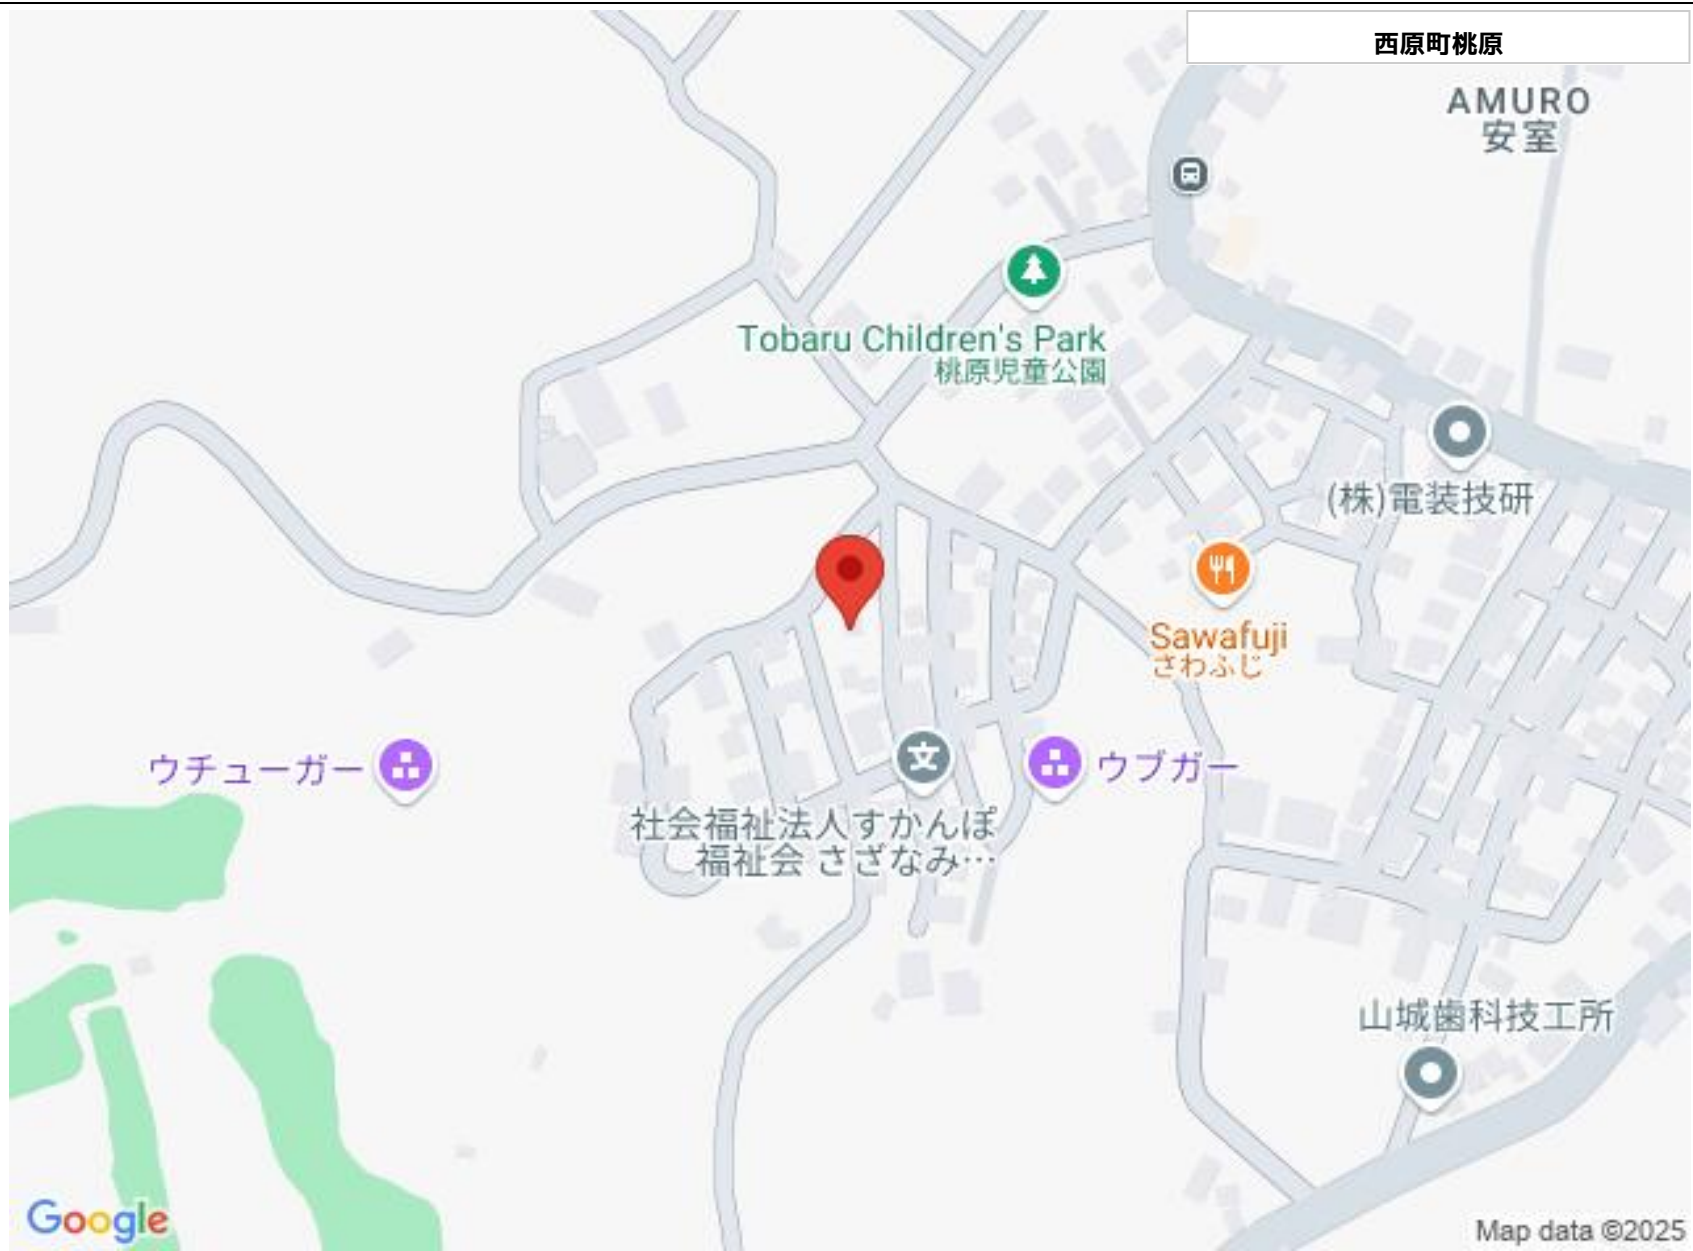 西原町桃原
AMURO
安室
Tobaru Children's Park
桃原児童公園
(株)電装技研
Sawafuji
さわふじ
ウチューガー
ウブガー
社会福祉法人すかんぽ
福祉会 さざなみ…
文
山城歯科技工所
Google
Map data ©2025